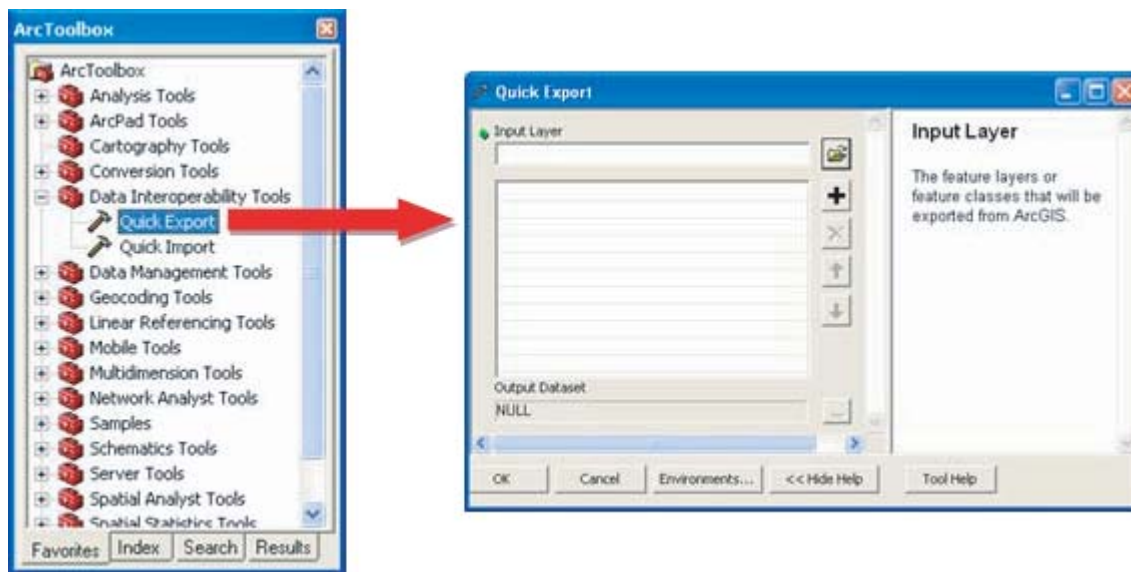 ArcToolbox
ArcToolbox
Analysis Tools
ArcPad Tools
Cartography Tools
Conversion Tools
Data Interoperability Tools
Quick Export
Quick Import
Data Management Tools
Geocoding Tools
Linear Referencing Tools
Mobile Tools
Multidimension Tools
Network Analyst Tools
Samples
Schematics Tools
Server Tools
Spatial Analyst Tools
Spatial Statistics Tools
Favorites Index Search Results
Quick Export
Input Layer
Output Dataset
NULL
OK Cancel Environments... << Hide Help Tool Help
Input Layer
The feature layers or
feature classes that will be
exported from ArcGIS.